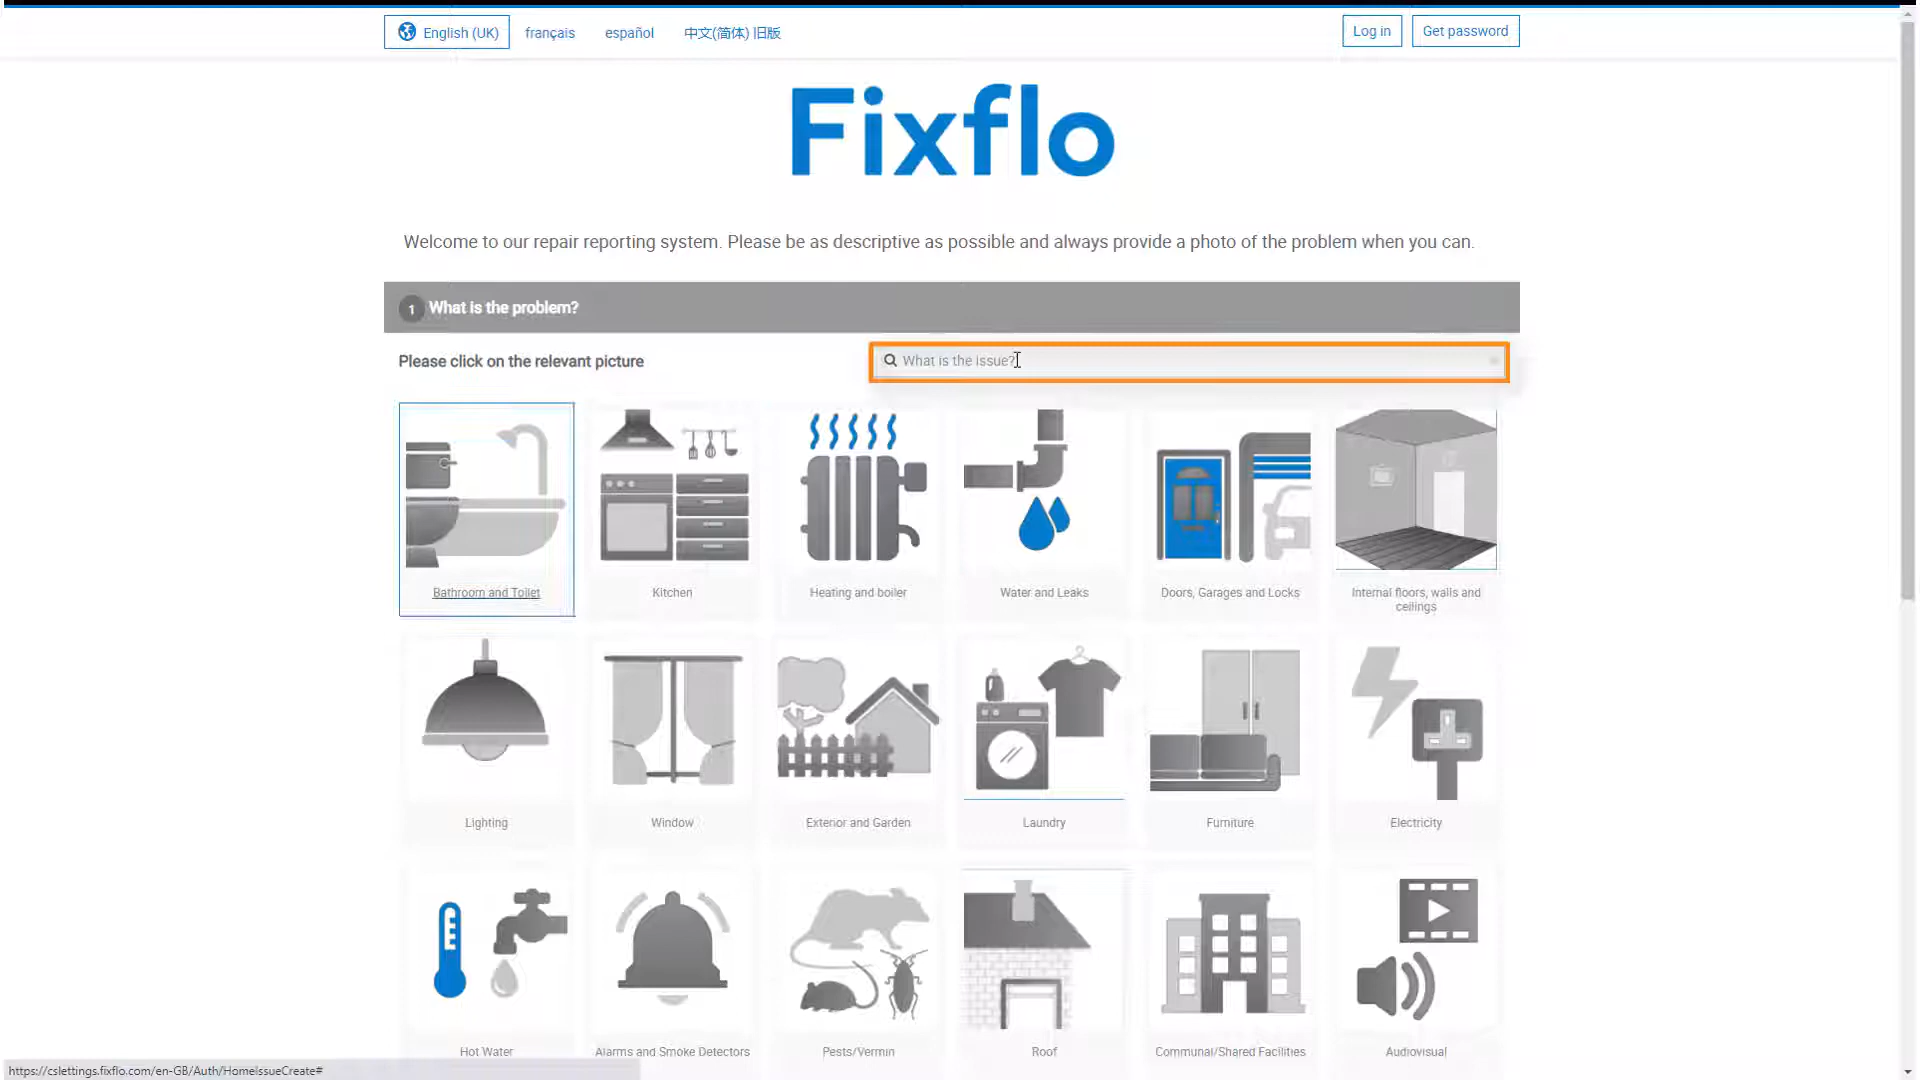 English (UK) français español 中文(简体) 旧版 Log in Get password
Fixflo
Welcome to our repair reporting system. Please be as descriptive as possible and always provide a photo of the problem when you can.
1 What is the problem?
Please click on the relevant picture
What is the issue?
Bathroom and Toilet
Kitchen
Heating and boiler
Water and Leaks
Doors, Garages and Locks
Internal floors, walls and
ceilings
Lighting
Window
Exterior and Garden
Laundry
Furniture
Electricity
Hot Water
Alarms and Smoke Detectors
Pests/Vermin
Roof
Communal/Shared Facilities
Audiovisual
https://cslettings.fixflo.com/en-GB/Auth/HomeIssueCreate#